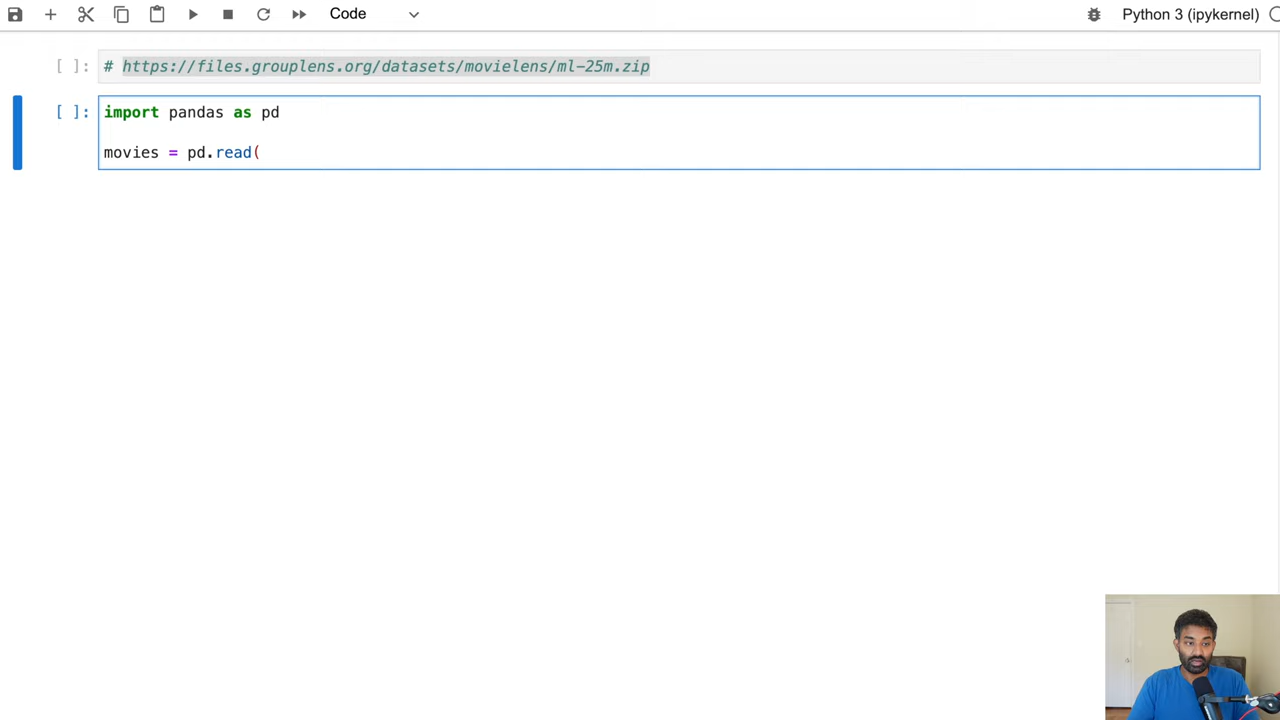 Code
Python 3 (ipykernel)
[ ]: # https://files.grouplens.org/datasets/movielens/ml-25m.zip
[ ]: import pandas as pd
movies = pd.read(